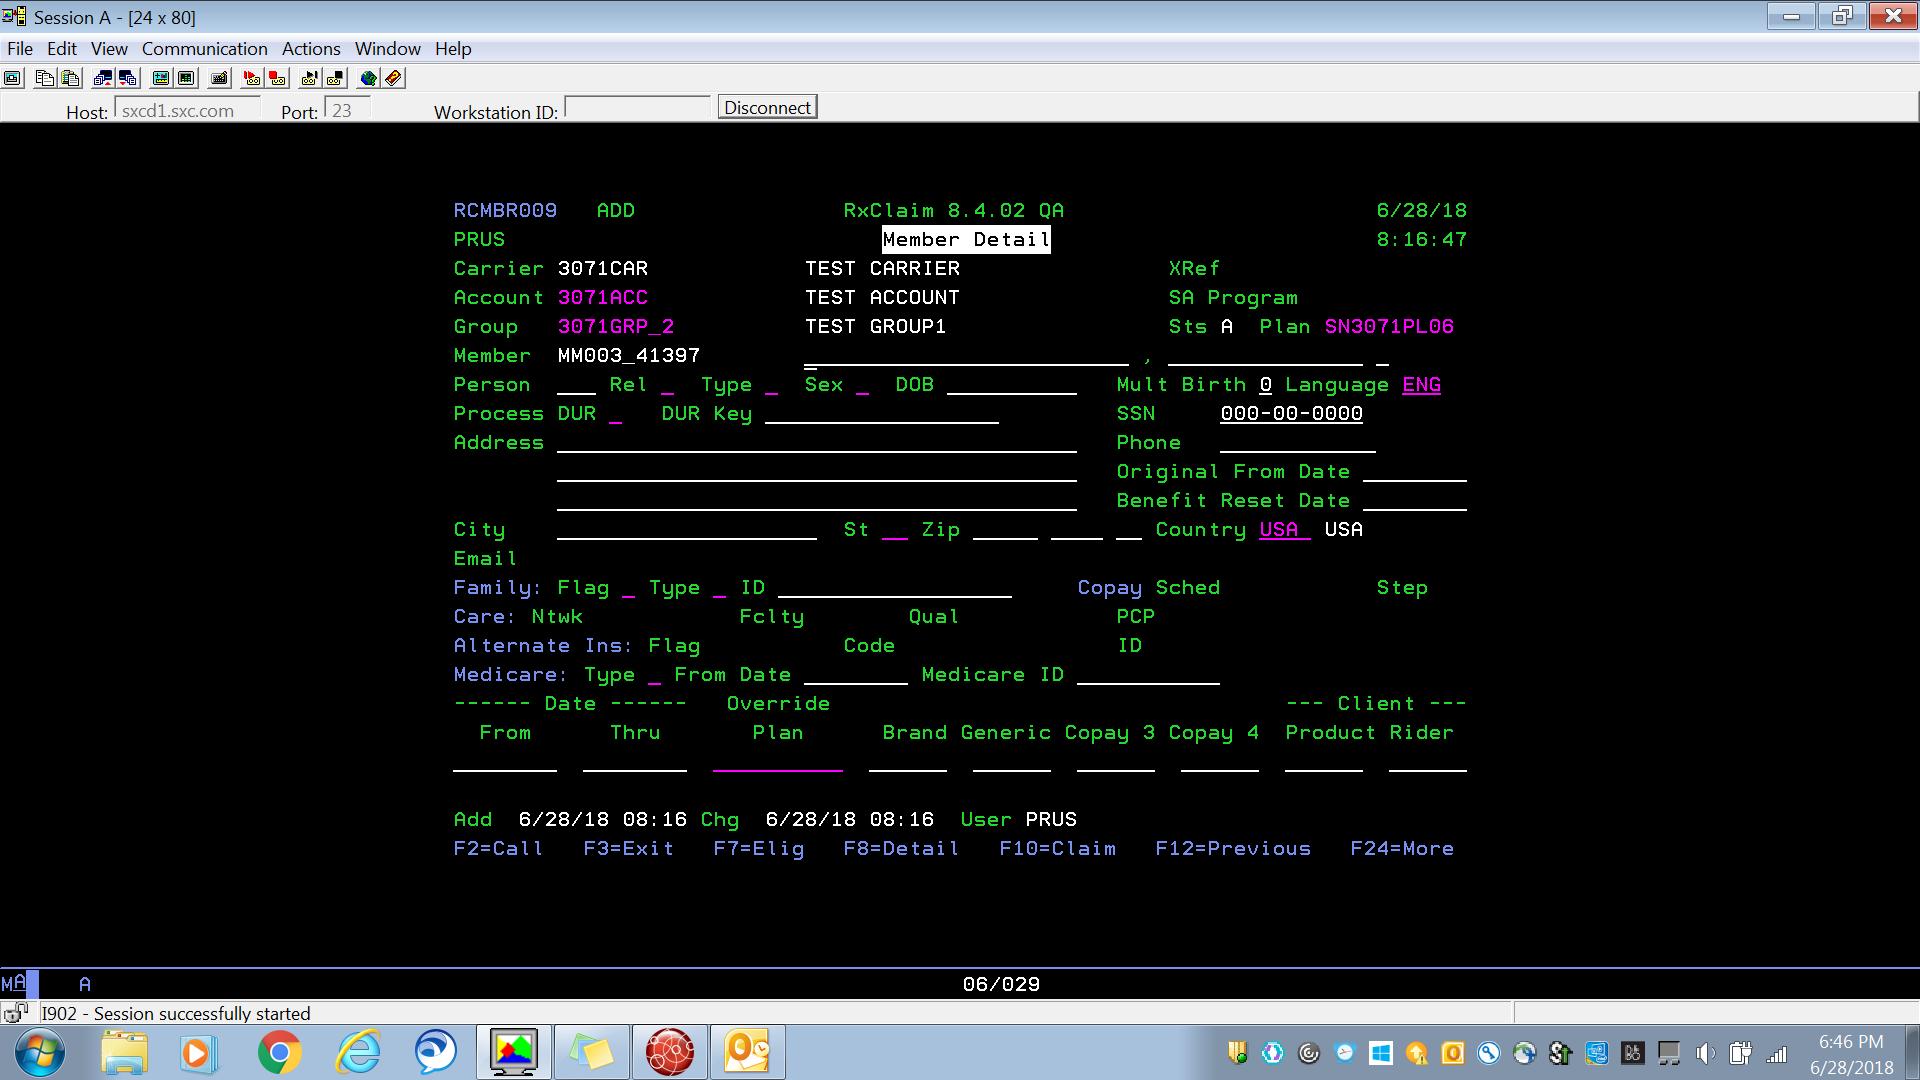 Session A - [24 x 80]
File Edit View Communication Actions Window Help
Host: sxcd1.sxc.com Port: 23 Workstation ID: Disconnect
RCMBR009 ADD RxClaim 8.4.02 QA 6/28/18
PRUS Member Detail 8:16:47
Carrier 3071CAR TEST CARRIER XRef
Account 3071ACC TEST ACCOUNT SA Program
Group 3071GRP_2 TEST GROUP1 Sts A Plan SN3071PL06
Member MM003_41397 ,
Person Rel Type Sex DOB Mult Birth 0 Language ENG
Process DUR DUR Key SSN 000-00-0000
Address Phone
Original From Date
Benefit Reset Date
City St Zip Country USA USA
Email
Family: Flag Type ID Copay Sched Step
Care: Ntwk Fclty Qual PCP
Alternate Ins: Flag Code ID
Medicare: Type From Date Medicare ID
------ Date ------ Override --- Client ---
From Thru Plan Brand Generic Copay 3 Copay 4 Product Rider
Add 6/28/18 08:16 Chg 6/28/18 08:16 User PRUS
F2=Call F3=Exit F7=Elig F8=Detail F10=Claim F12=Previous F24=More
MA A 06/029
I902 - Session successfully started
6:46 PM
6/28/2018